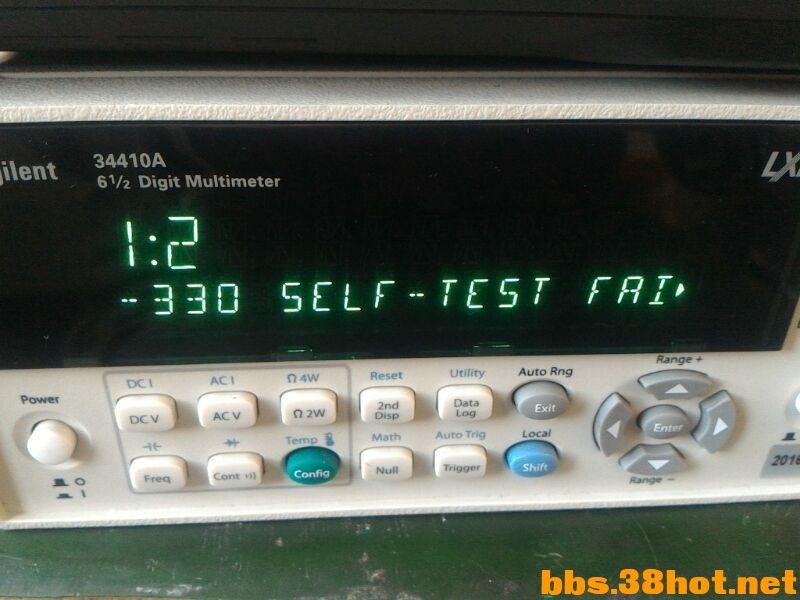 34410A
6½ Digit Multimeter
1:2
-330 SELF-TEST FAI
DC I
AC I
Ω 4W
Reset
Utility
Auto Rng
Range +
Power
DC V
AC V
Ω 2W
2nd
Disp
Data
Log
Exit
Enter
Temp
Math
Auto Trig
Local
Freq
Cont
Config
Null
Trigger
Shift
Range −
O
I
bbs.38hot.net